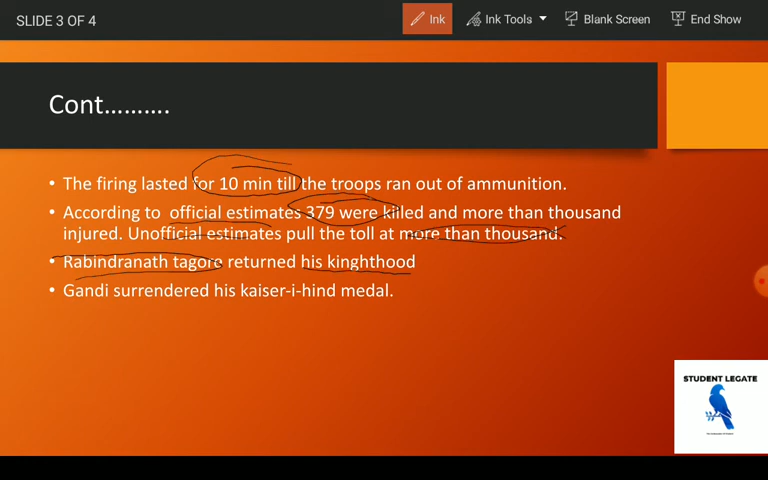 SLIDE 3 OF 4
Ink
Ink Tools
Blank Screen
End Show
Cont..........
• The firing lasted for 10 min till the troops ran out of ammunition.
• According to official estimates 379 were killed and more than thousand
injured. Unofficial estimates pull the toll at more than thousand.
• Rabindranath tagore returned his kinghthood
• Gandi surrendered his kaiser-i-hind medal.
STUDENT LEGATE